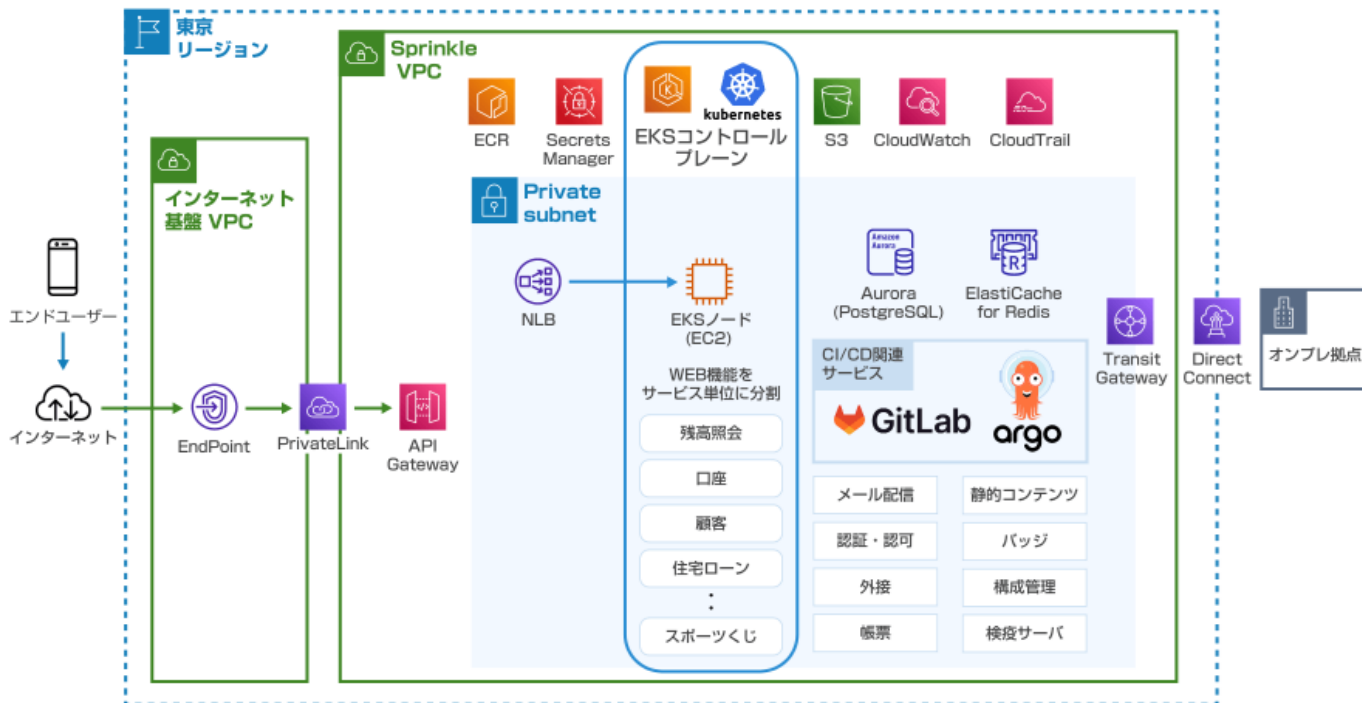 東京
リージョン
Sprinkle
VPC
インターネット
基盤 VPC
エンドユーザー
インターネット
EndPoint
PrivateLink
API
Gateway
ECR
Secrets
Manager
kubernetes
EKSコントロール
プレーン
S3
CloudWatch
CloudTrail
Private
subnet
NLB
EKSノード
(EC2)
WEB機能を
サービス単位に分割
残高照会
口座
顧客
住宅ローン
:
スポーツくじ
Amazon
Aurora
Aurora
(PostgreSQL)
R
ElastiCache
for Redis
CI/CD関連
サービス
GitLab
argo
メール配信
静的コンテンツ
認証・認可
バッジ
外接
構成管理
帳票
検疫サーバ
Transit
Gateway
Direct
Connect
オンプレ拠点